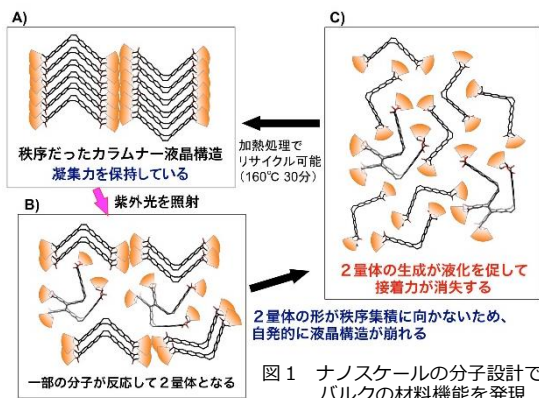 A)
秩序だったカラムナー液晶構造
凝集力を保持している
紫外光を照射
B)
一部の分子が反応して2量体となる
加熱処理で
リサイクル可能
(160℃ 30分)
C)
2量体の生成が液化を促して
接着力が消失する
2量体の形が秩序集積に向かないため、
自発的に液晶構造が崩れる
図1 ナノスケールの分子設計で
バルクの材料機能を発現